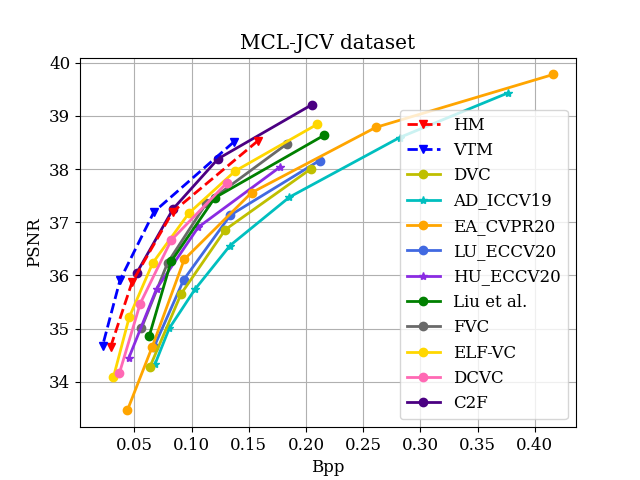 MCL-JCV dataset
40
39
38
37
36
35
34
PSNR
0.05 0.10 0.15 0.20 0.25 0.30 0.35 0.40
Bpp
HM
VTM
DVC
AD_ICCV19
EA_CVPR20
LU_ECCV20
HU_ECCV20
Liu et al.
FVC
ELF-VC
DCVC
C2F